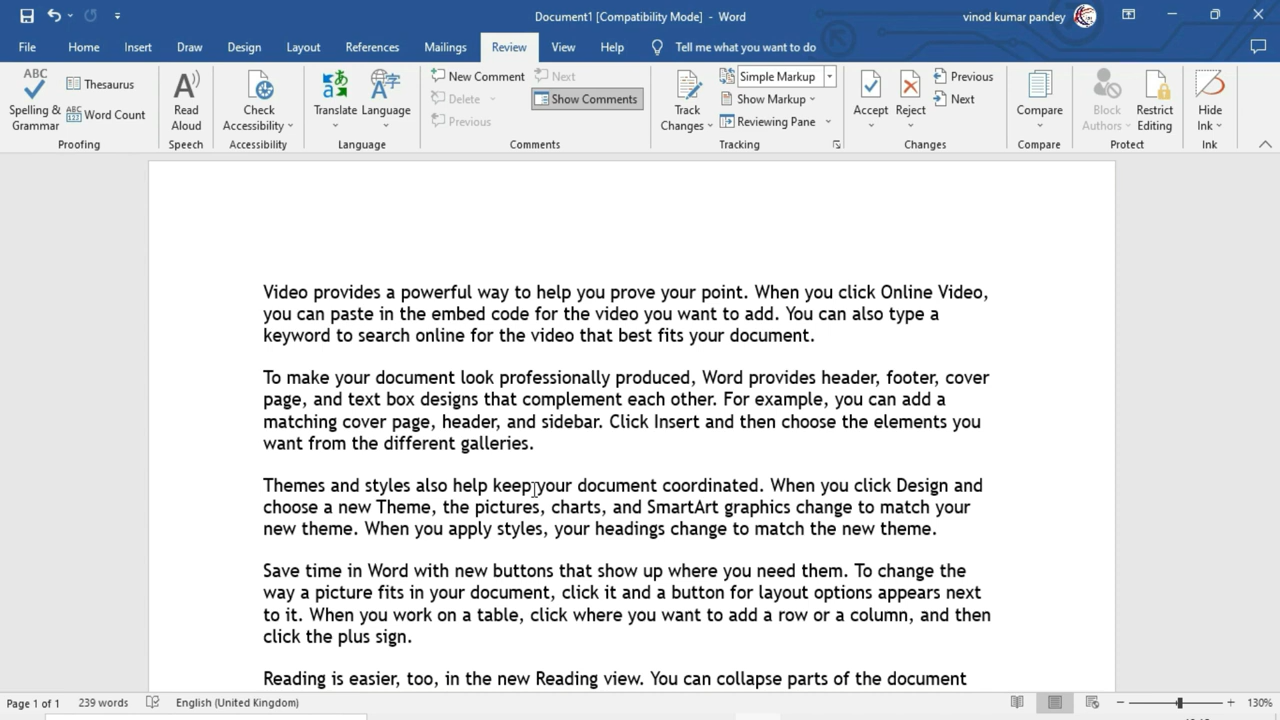 Document1 [Compatibility Mode] - Word
vinod kumar pandey
File Home Insert Draw Design Layout References Mailings Review View Help Tell me what you want to do
ABC
Spelling & Grammar
Thesaurus
ABC
Word Count
Proofing
Read Aloud
Speech
Check Accessibility
Accessibility
Translate
Language
Language
New Comment
Delete
Previous
Next
Show Comments
Comments
Track Changes
Simple Markup
Show Markup
Reviewing Pane
Tracking
Accept
Reject
Previous
Next
Changes
Compare
Compare
Block Authors
Restrict Editing
Protect
Hide Ink
Ink
Video provides a powerful way to help you prove your point. When you click Online Video,
you can paste in the embed code for the video you want to add. You can also type a
keyword to search online for the video that best fits your document.
To make your document look professionally produced, Word provides header, footer, cover
page, and text box designs that complement each other. For example, you can add a
matching cover page, header, and sidebar. Click Insert and then choose the elements you
want from the different galleries.
Themes and styles also help keep your document coordinated. When you click Design and
choose a new Theme, the pictures, charts, and SmartArt graphics change to match your
new theme. When you apply styles, your headings change to match the new theme.
Save time in Word with new buttons that show up where you need them. To change the
way a picture fits in your document, click it and a button for layout options appears next
to it. When you work on a table, click where you want to add a row or a column, and then
click the plus sign.
Reading is easier, too, in the new Reading view. You can collapse parts of the document
Page 1 of 1 239 words English (United Kingdom) 130%